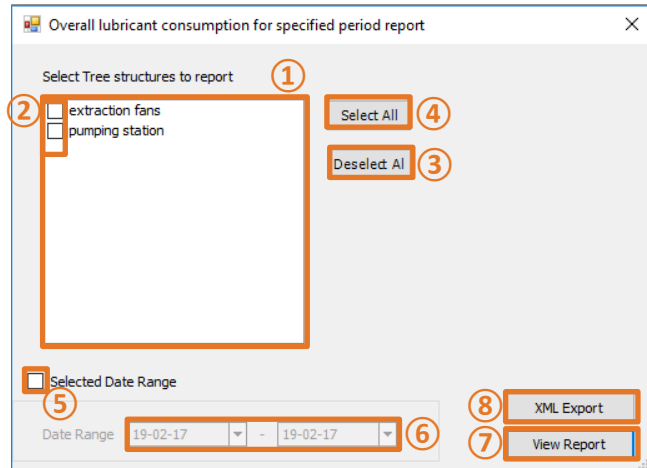 Overall lubricant consumption for specified period report
Select Tree structures to report
①
②
extraction fans
pumping station
Select All
④
Deselect Al
③
Selected Date Range
⑤
Date Range 19-02-17 - 19-02-17
⑥
⑧
XML Export
⑦
View Report